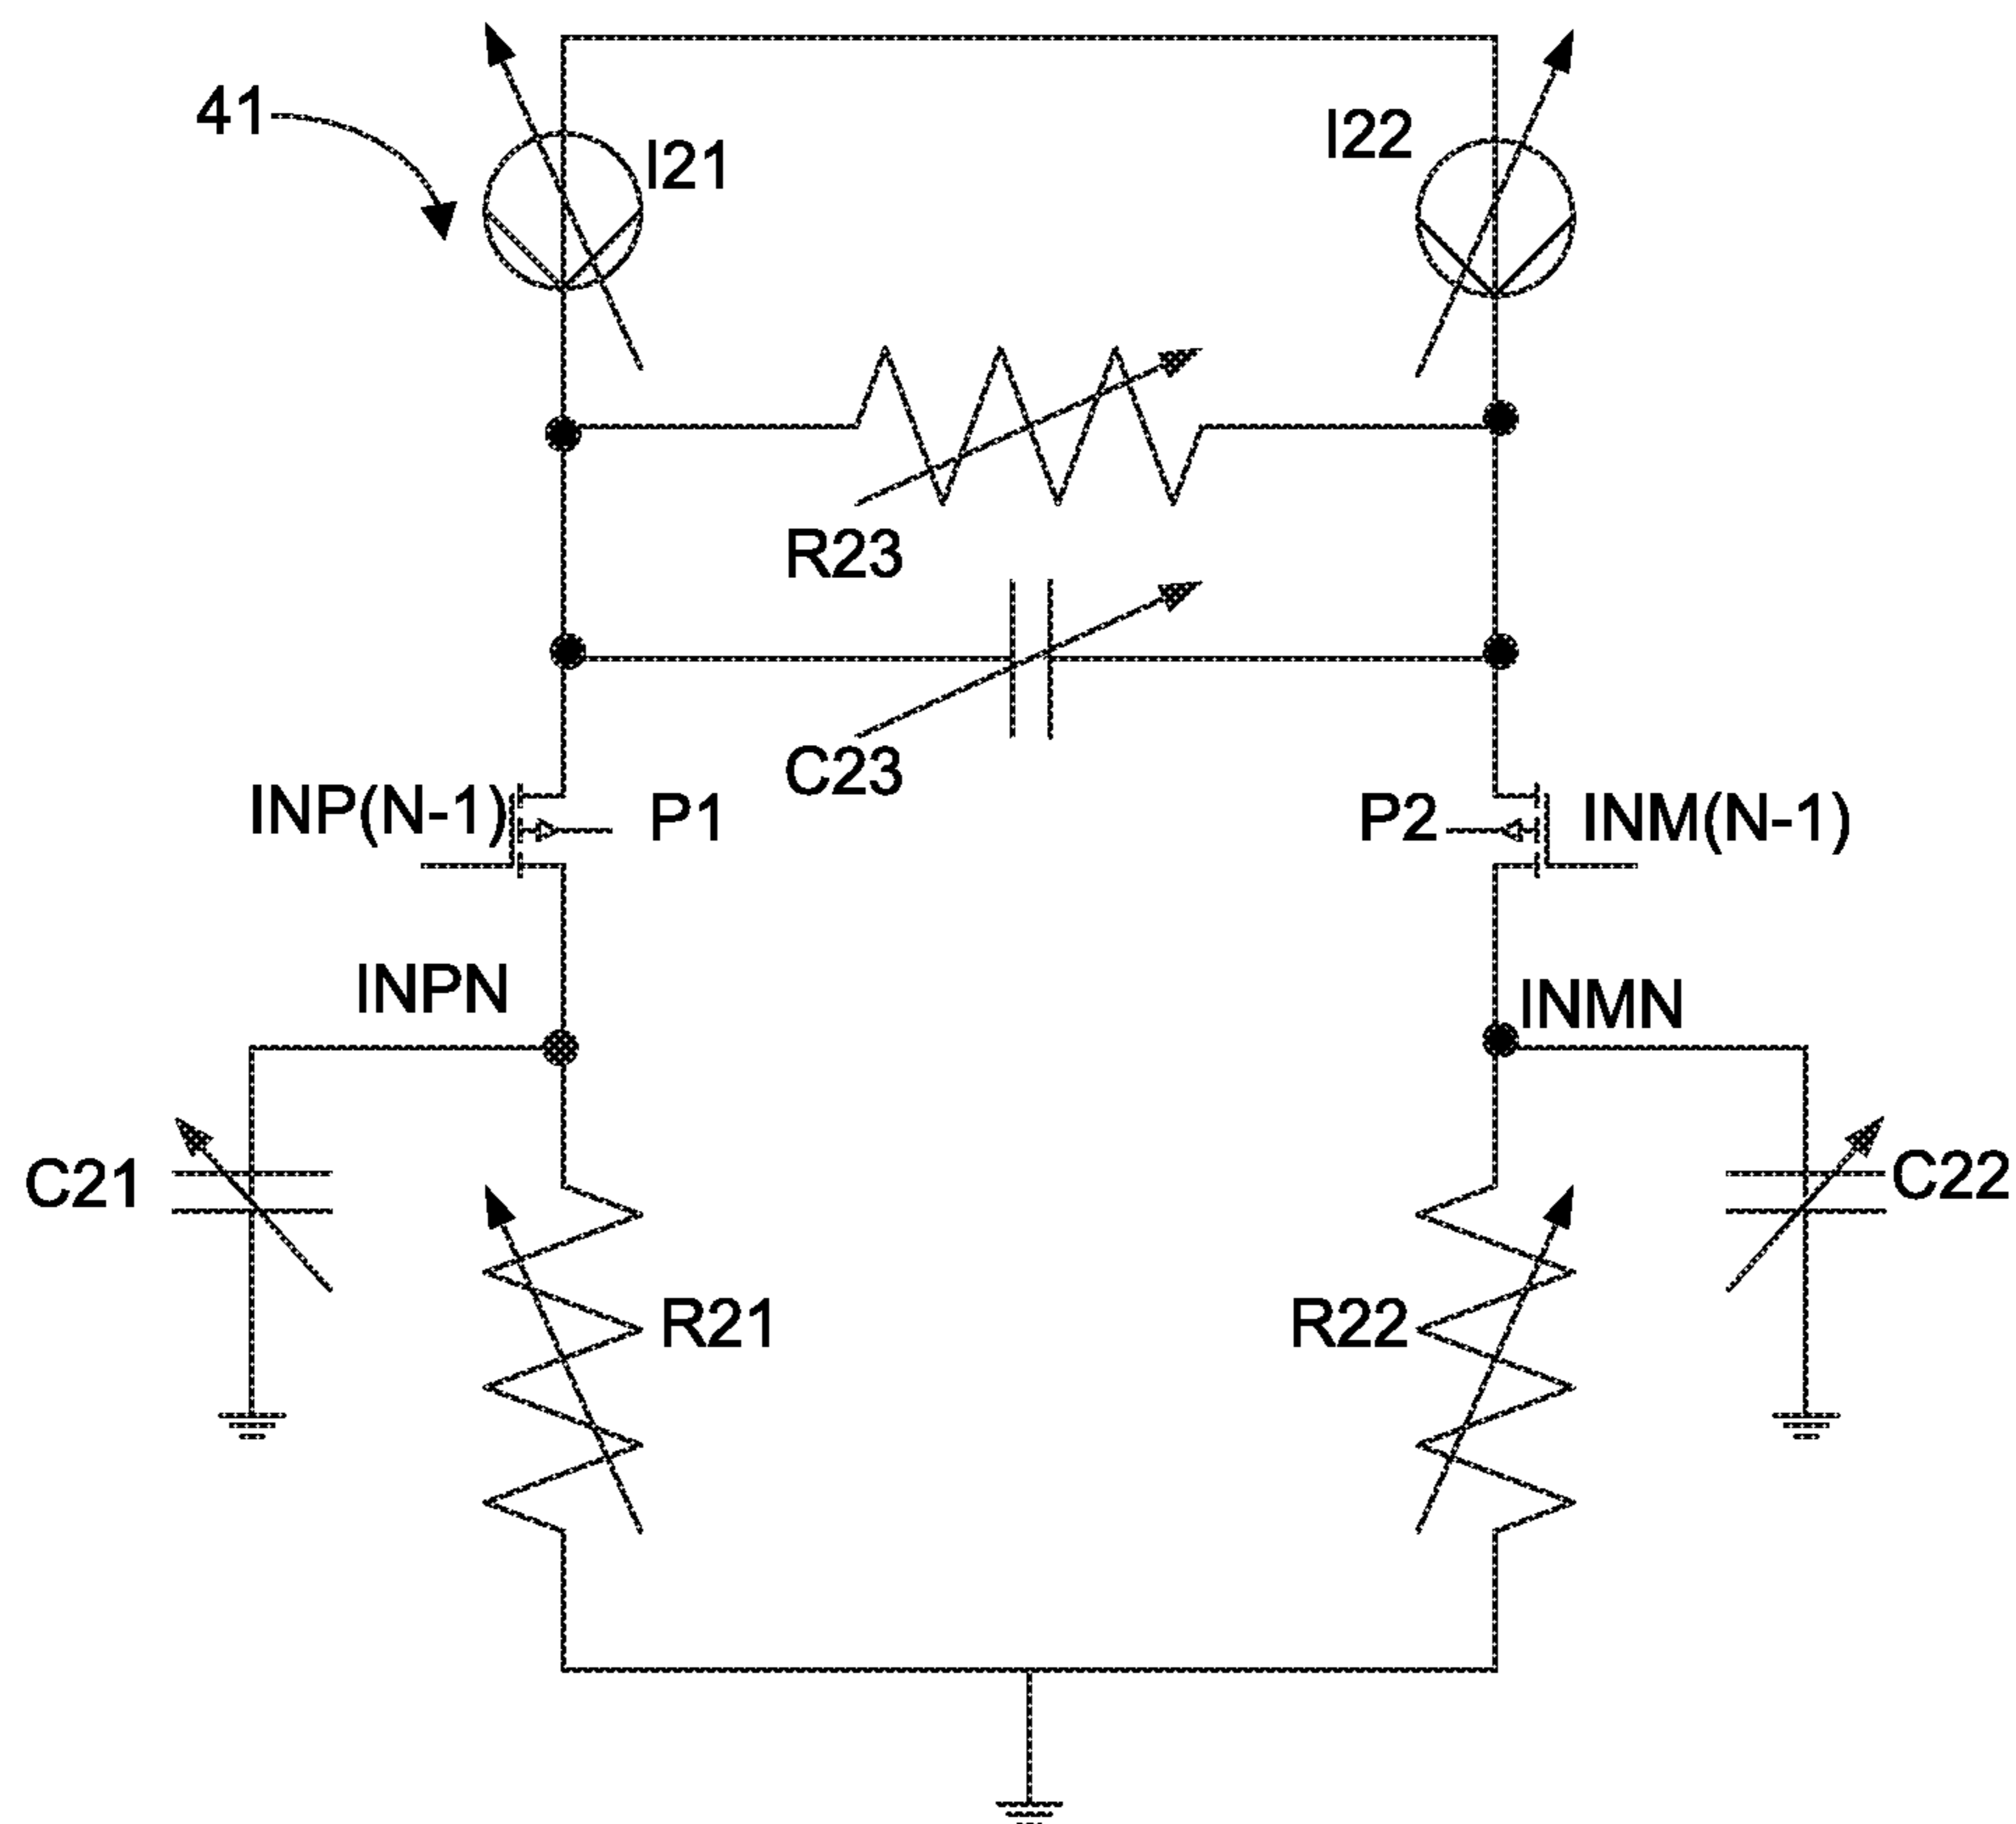 41
I21
I22
R23
C23
INP(N-1)
P1
P2
INM(N-1)
INPN
INMN
C21
C22
R21
R22